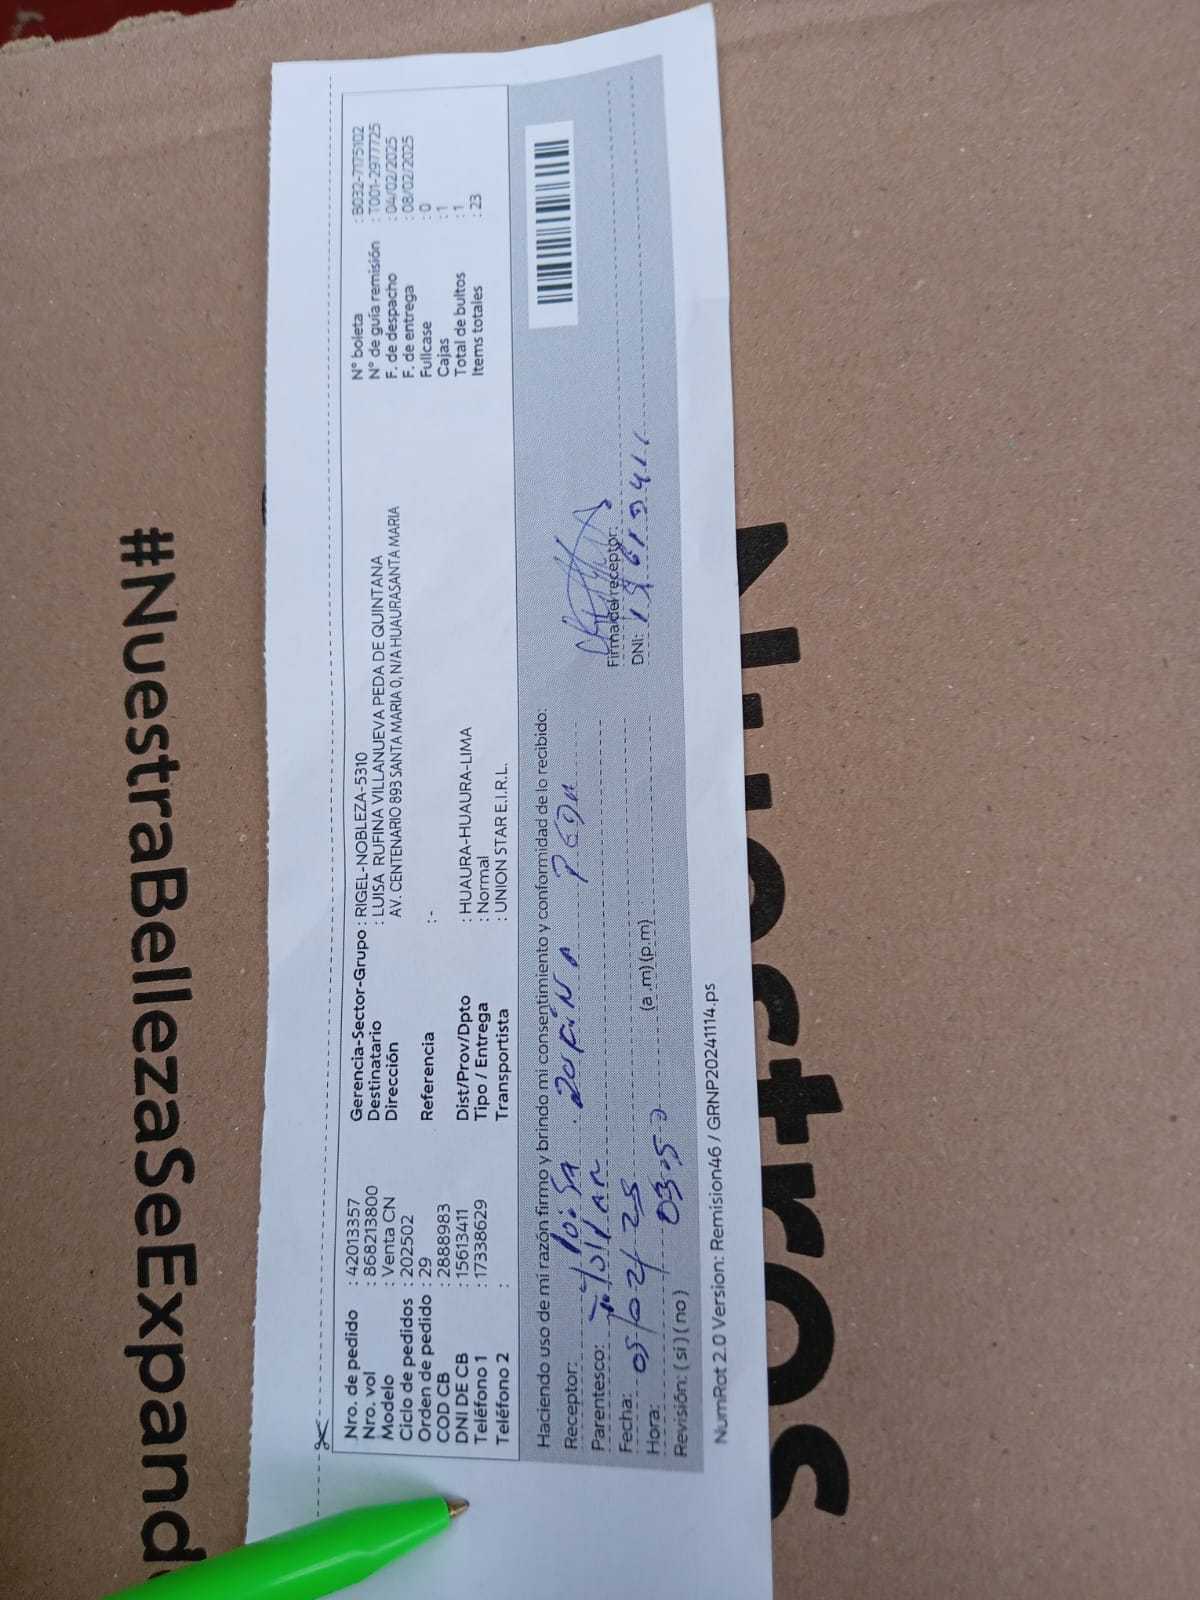 #NuestraBellezaSeExpand
Nro. de pedido : 42013357
Nro. vol : 868213800
Modelo : Venta CN
Ciclo de pedidos : 202502
Orden de pedido : 29
COD CB : 2888983
DNI DE CB : 15613411
Teléfono 1 : 17338629
Teléfono 2 :
Gerencia-Sector-Grupo : RIGEL-NOBLEZA-5310
Destinatario : LUISA RUFINA VILLANUEVA PEDA DE QUINTANA
Dirección AV. CENTENARIO 893 SANTA MARIA 0, N/A HUAURASANTA MARIA
Referencia : -
Dist/Prov/Dpto : HUAURA-HUAURA-LIMA
Tipo / Entrega : Normal
Transportista : UNION STAR E.I.R.L.
N° boleta : B032-7175102
N° de guía remisión : T001-2977725
F. de despacho : 04/02/2025
F. de entrega : 08/02/2025
Fullcase : 0
Cajas : 1
Total de bultos : 1
Items totales : 23
Haciendo uso de mi razón firmo y brindo mi consentimiento y conformidad de lo recibido:
Receptor:
Parentesco:
Fecha: 05/02/25
Hora:
(a .m) (p.m)
Revisión: ( si ) ( no )
Firma del receptor:
DNI:
NumRot 2.0 Version: Remision46 / GRNP20241114.ps